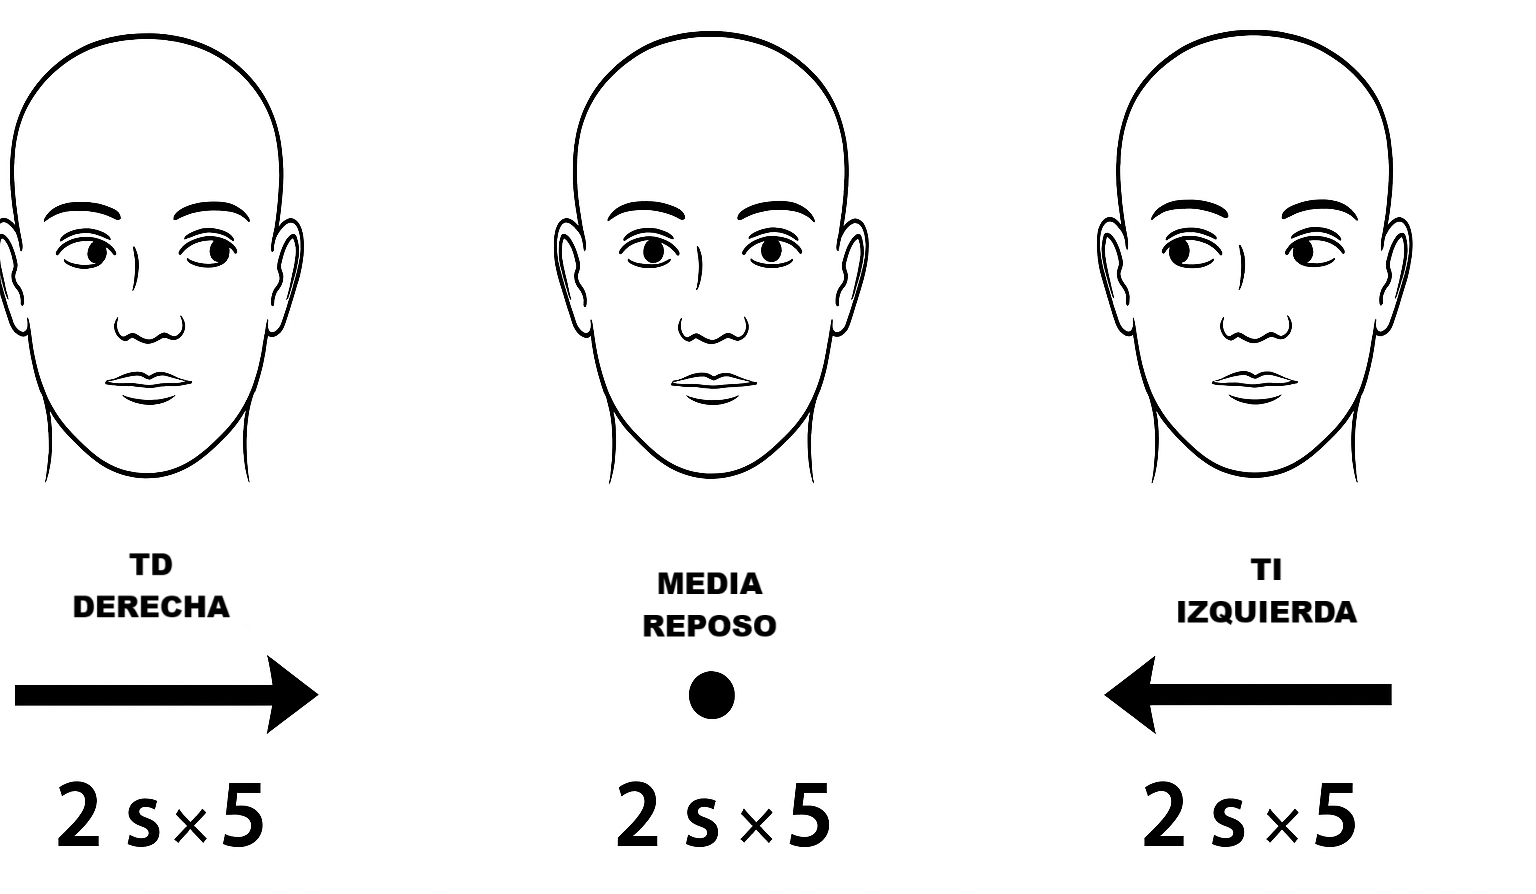 TD
DERECHA
2 s × 5
MEDIA
REPOSO
2 s × 5
TI
IZQUIERDA
2 s × 5